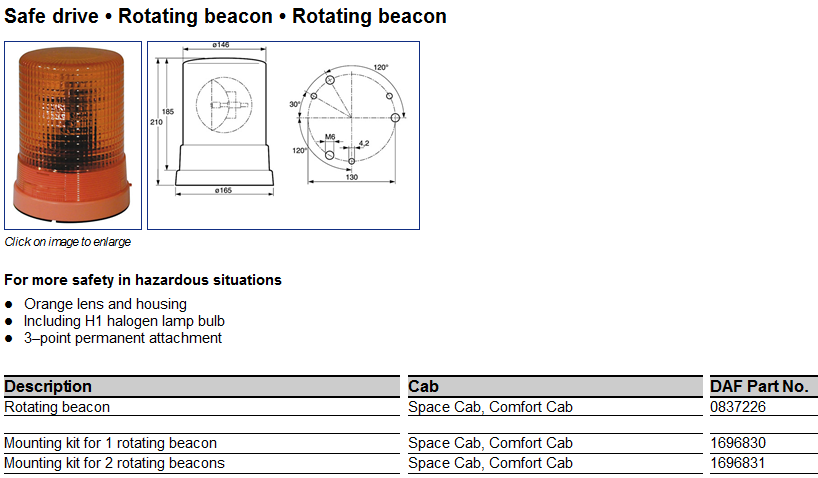 Safe drive • Rotating beacon • Rotating beacon
ø146
120°
30°
185
210
M6
4,2
120°
130
ø165
Click on image to enlarge
For more safety in hazardous situations
● Orange lens and housing
● Including H1 halogen lamp bulb
● 3–point permanent attachment
Description Cab DAF Part No.
Rotating beacon Space Cab, Comfort Cab 0837226
Mounting kit for 1 rotating beacon Space Cab, Comfort Cab 1696830
Mounting kit for 2 rotating beacons Space Cab, Comfort Cab 1696831